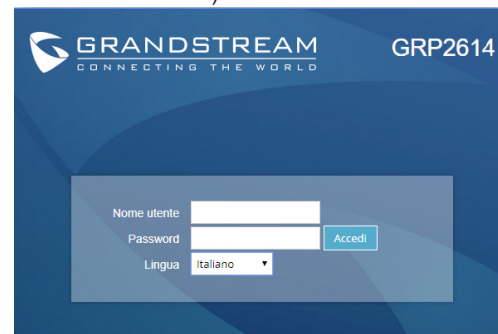 GRANDSTREAM
CONNECTING THE WORLD
GRP2614
Nome utente
Password
Accedi
Lingua
Italiano